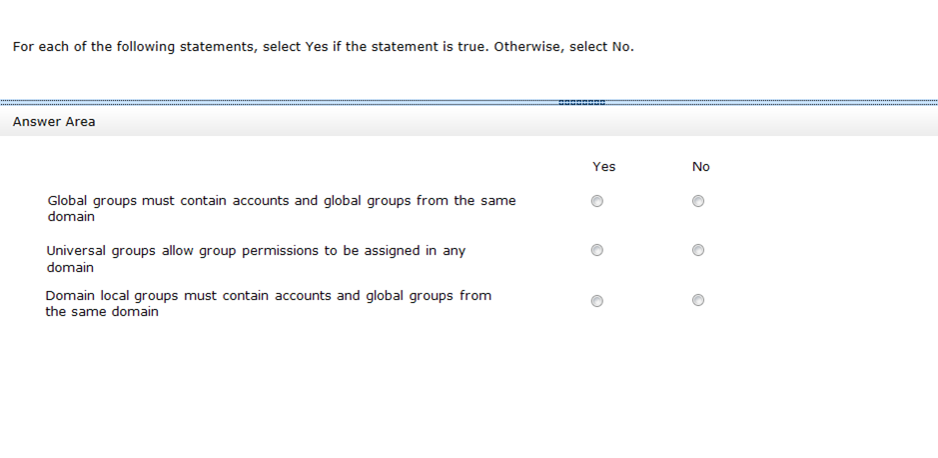 For each of the following statements, select Yes if the statement is true. Otherwise, select No.
Answer Area
Yes No
Global groups must contain accounts and global groups from the same
domain
Universal groups allow group permissions to be assigned in any
domain
Domain local groups must contain accounts and global groups from
the same domain